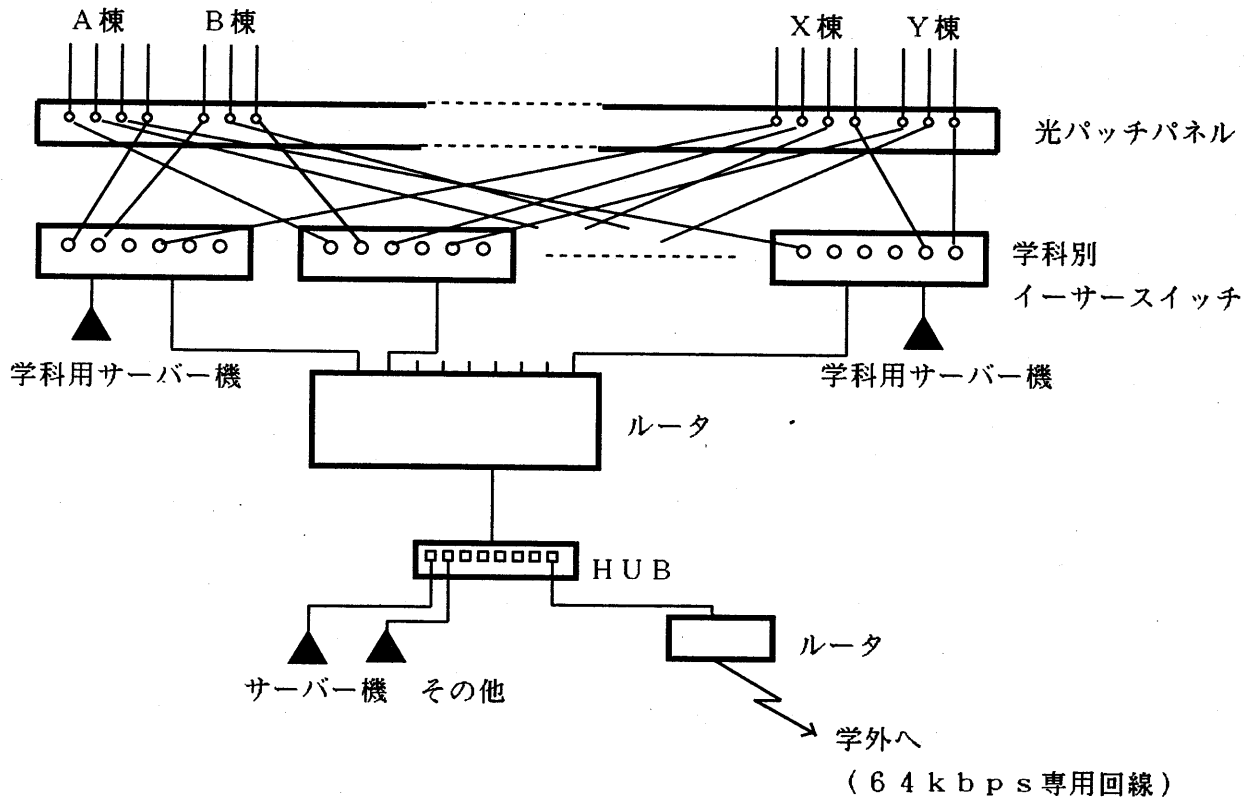 A棟
B棟
X棟
Y棟
光パッチパネル
学科別
イーサースイッチ
学科用サーバー機
学科用サーバー機
ルータ
HUB
ルータ
サーバー機
その他
学外へ
(64kbps専用回線)